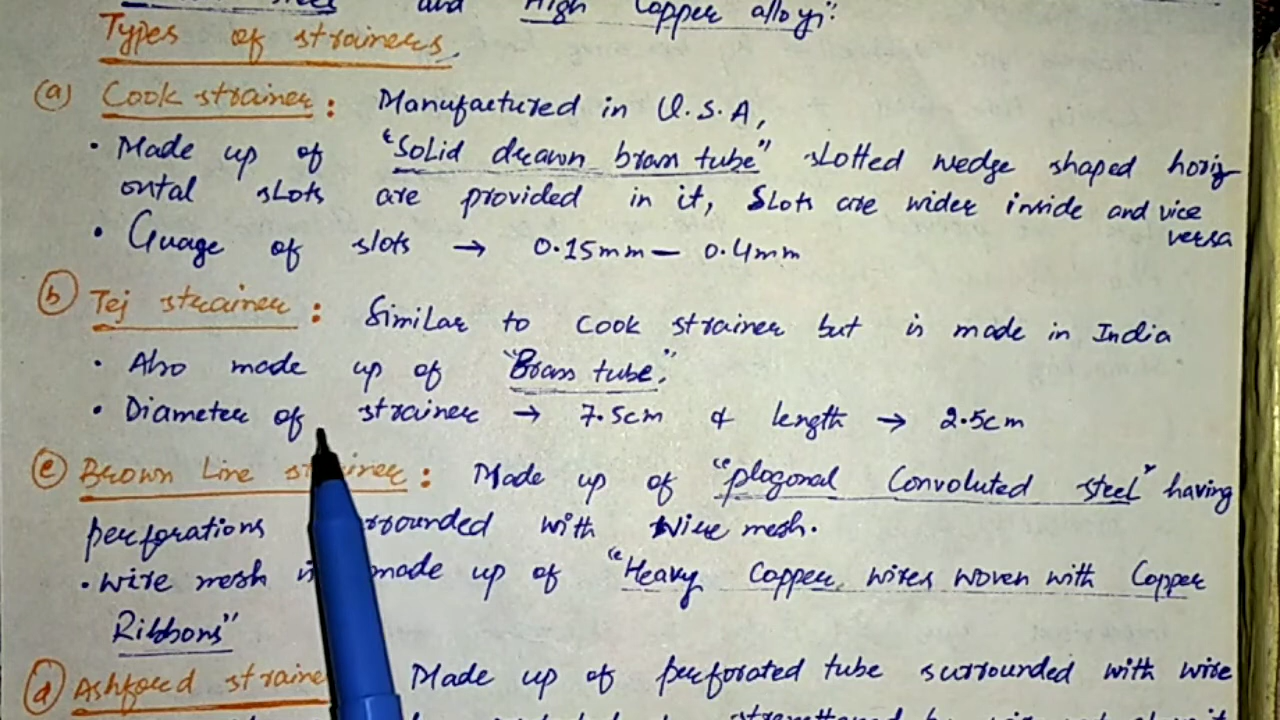 and High Copper alloy":
Types of strainers
(a) Cook strainer: Manufactured in U.S.A,
• Made up of "Solid drawn brass tube" slotted wedge shaped horiz
ontal slots are provided in it, Slots are wider inside and vice versa
• Guage of slots → 0.15mm — 0.4mm
(b) Tej strainer: Similar to Cook strainer but is made in India
• Also made up of "Brass tube."
• Diameter of strainer → 7.5cm & length → 2.5cm
(c) Brown Line strainer: Made up of "plogonal Convoluted steel" having
perforations surrounded with wire mesh.
• wire mesh is made up of "Heavy Copper wires woven with Copper
Ribbons"
(d) Ashford straine Made up of perforated tube surrounded with wire